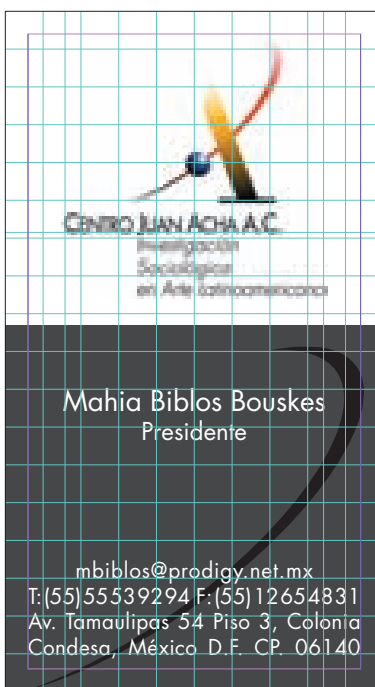 CENTRO JUAN ACHA A.C.
Investigación
Sociológica
en Arte Latinoamericano
Mahia Biblos Bouskes
Presidente
mbiblos@prodigy.net.mx
T:(55)55539294 F:(55)12654831
Av. Tamaulipas 54 Piso 3, Colonia
Condesa, México D.F. CP. 06140